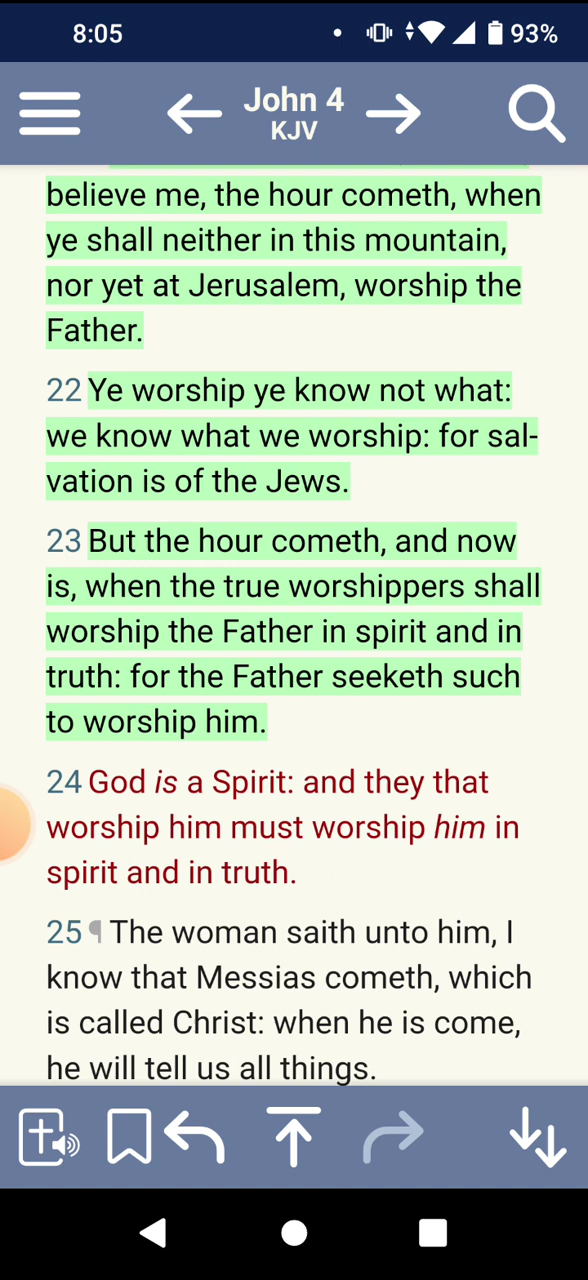 8:05
93%
John 4
KJV
believe me, the hour cometh, when
ye shall neither in this mountain,
nor yet at Jerusalem, worship the
Father.
22 Ye worship ye know not what:
we know what we worship: for sal-
vation is of the Jews.
23 But the hour cometh, and now
is, when the true worshippers shall
worship the Father in spirit and in
truth: for the Father seeketh such
to worship him.
24 God is a Spirit: and they that
worship him must worship him in
spirit and in truth.
25 ¶ The woman saith unto him, I
know that Messias cometh, which
is called Christ: when he is come,
he will tell us all things.